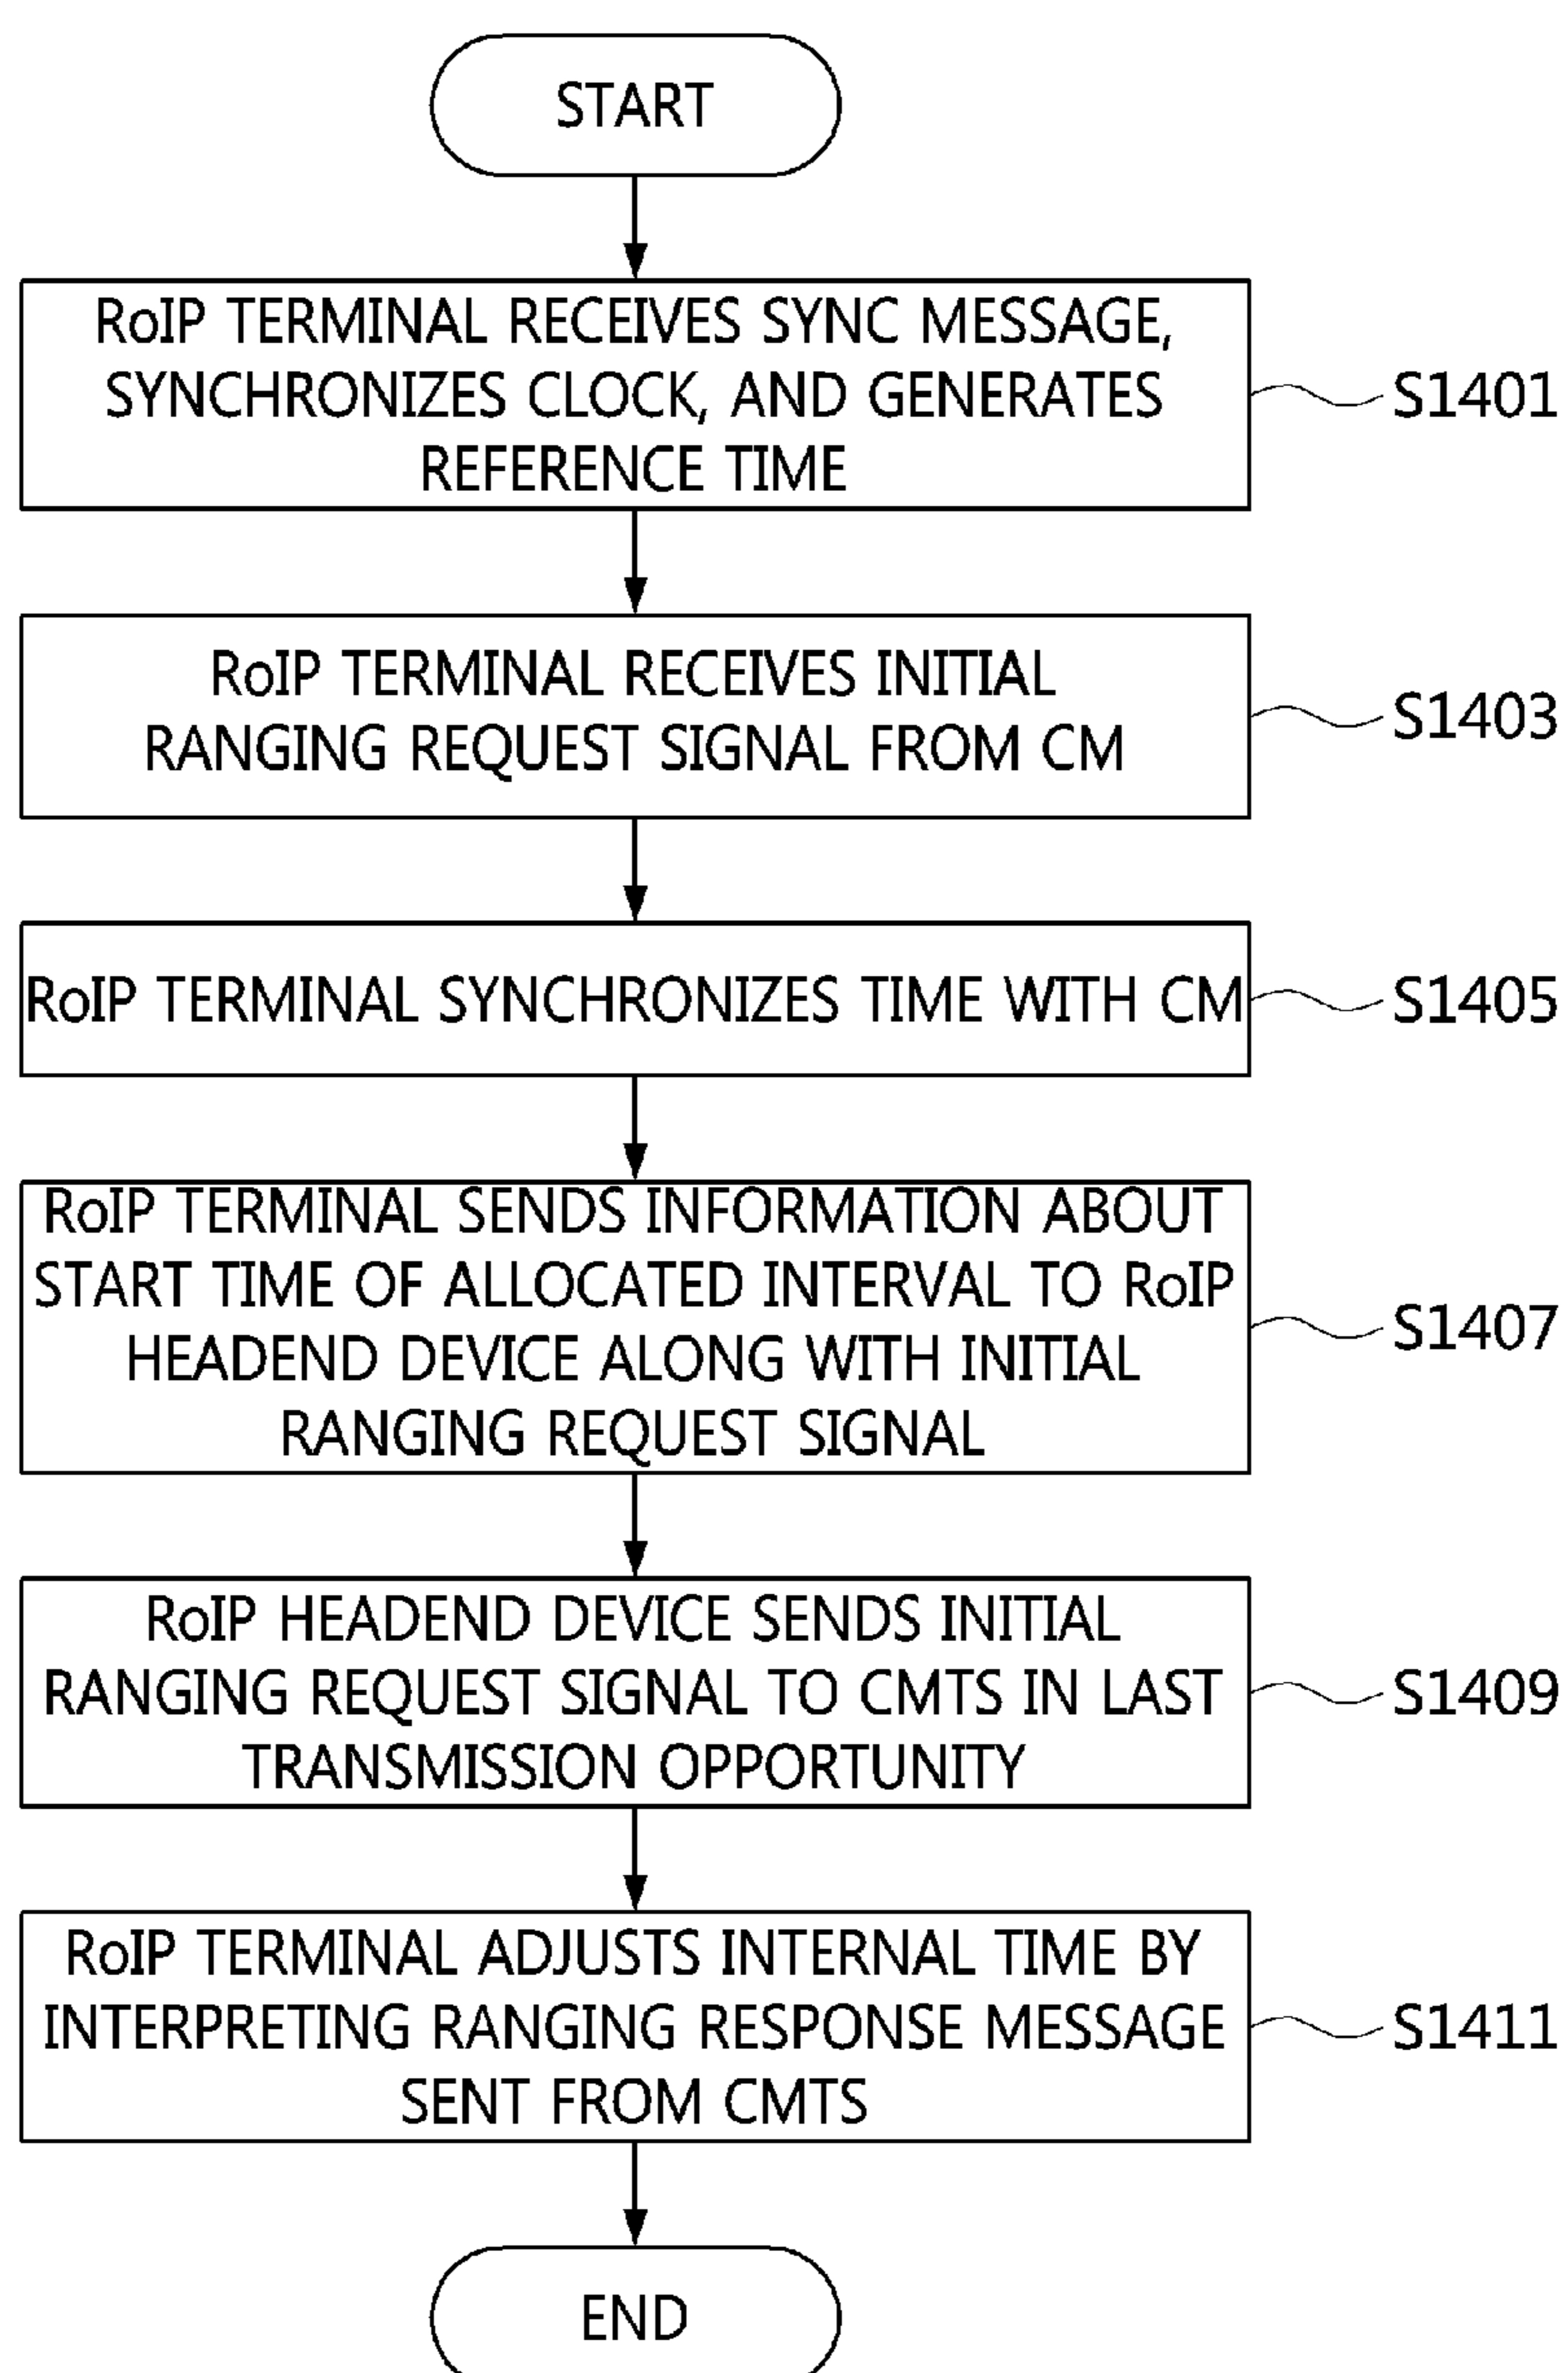 START
RoIP TERMINAL RECEIVES SYNC MESSAGE,
SYNCHRONIZES CLOCK, AND GENERATES
REFERENCE TIME
S1401
RoIP TERMINAL RECEIVES INITIAL
RANGING REQUEST SIGNAL FROM CM
S1403
RoIP TERMINAL SYNCHRONIZES TIME WITH CM
S1405
RoIP TERMINAL SENDS INFORMATION ABOUT
START TIME OF ALLOCATED INTERVAL TO RoIP
HEADEND DEVICE ALONG WITH INITIAL
RANGING REQUEST SIGNAL
S1407
RoIP HEADEND DEVICE SENDS INITIAL
RANGING REQUEST SIGNAL TO CMTS IN LAST
TRANSMISSION OPPORTUNITY
S1409
RoIP TERMINAL ADJUSTS INTERNAL TIME BY
INTERPRETING RANGING RESPONSE MESSAGE
SENT FROM CMTS
S1411
END